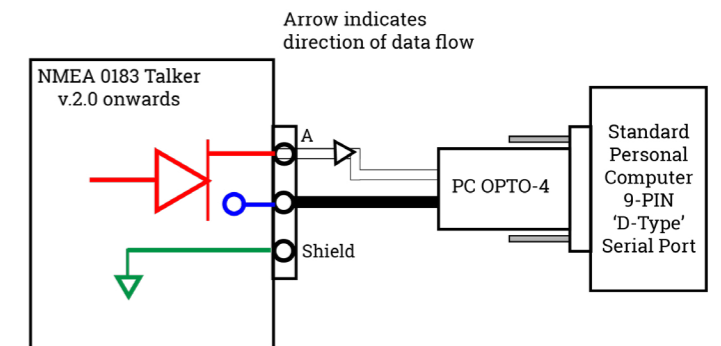 Arrow indicates
direction of data flow
NMEA 0183 Talker
v.2.0 onwards
A
Shield
PC OPTO-4
Standard
Personal
Computer
9-PIN
‘D-Type’
Serial Port